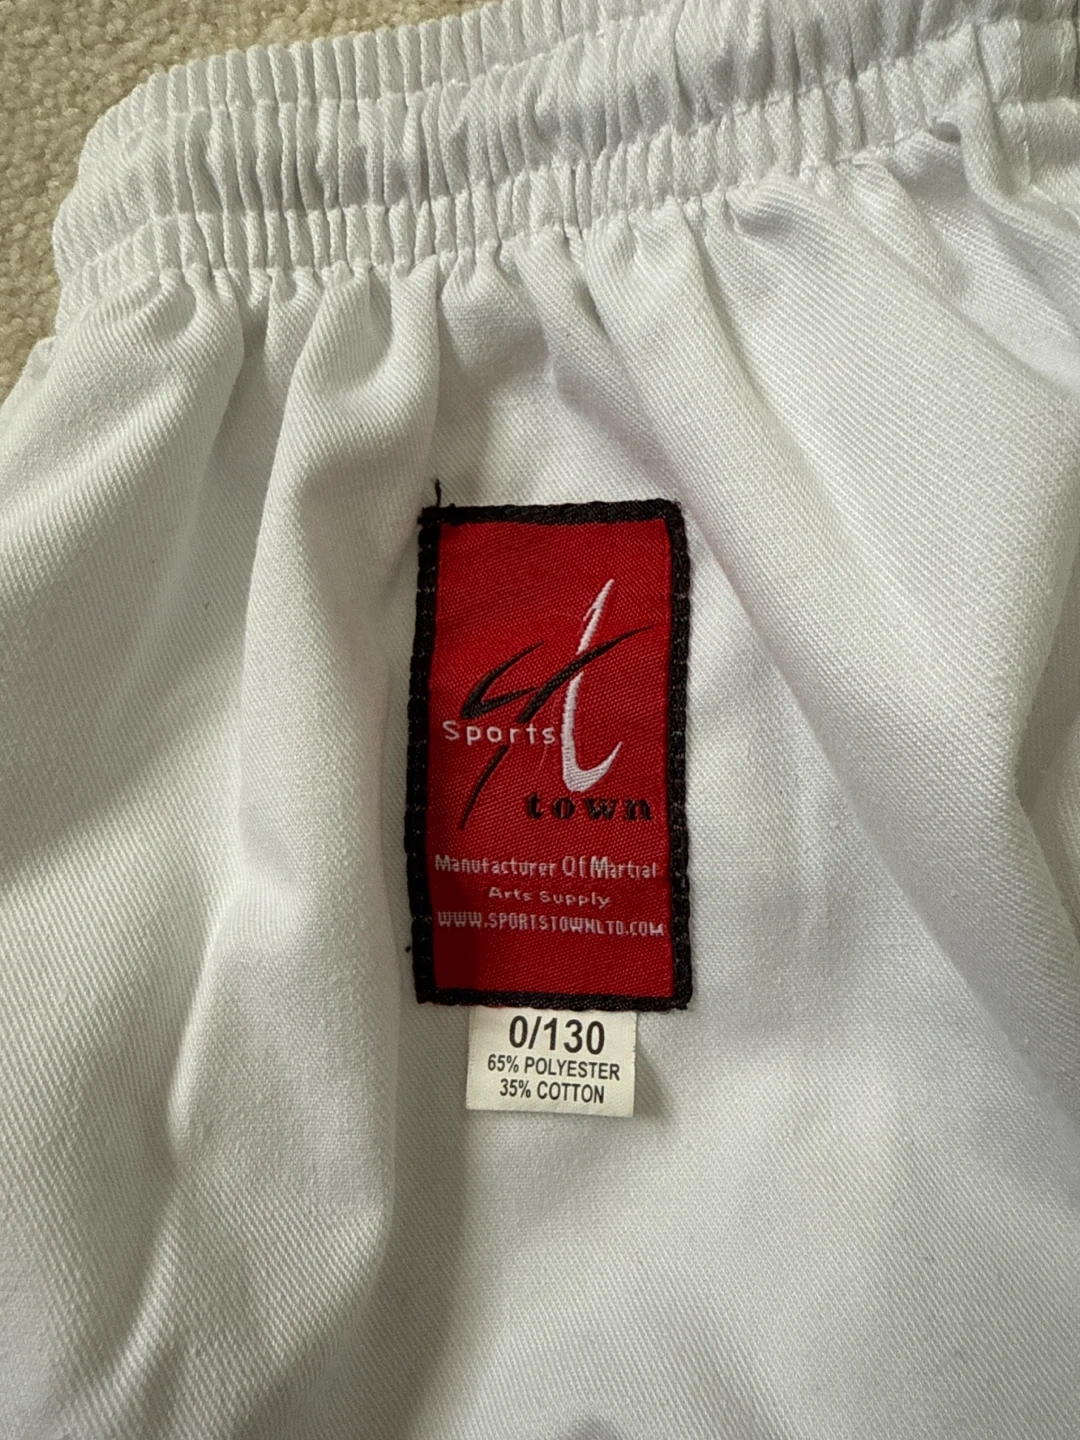 Sports
town
Manufacturer Of Martial
Arts Supply
WWW.SPORTSTOWNLTD.COM
0/130
65% POLYESTER
35% COTTON